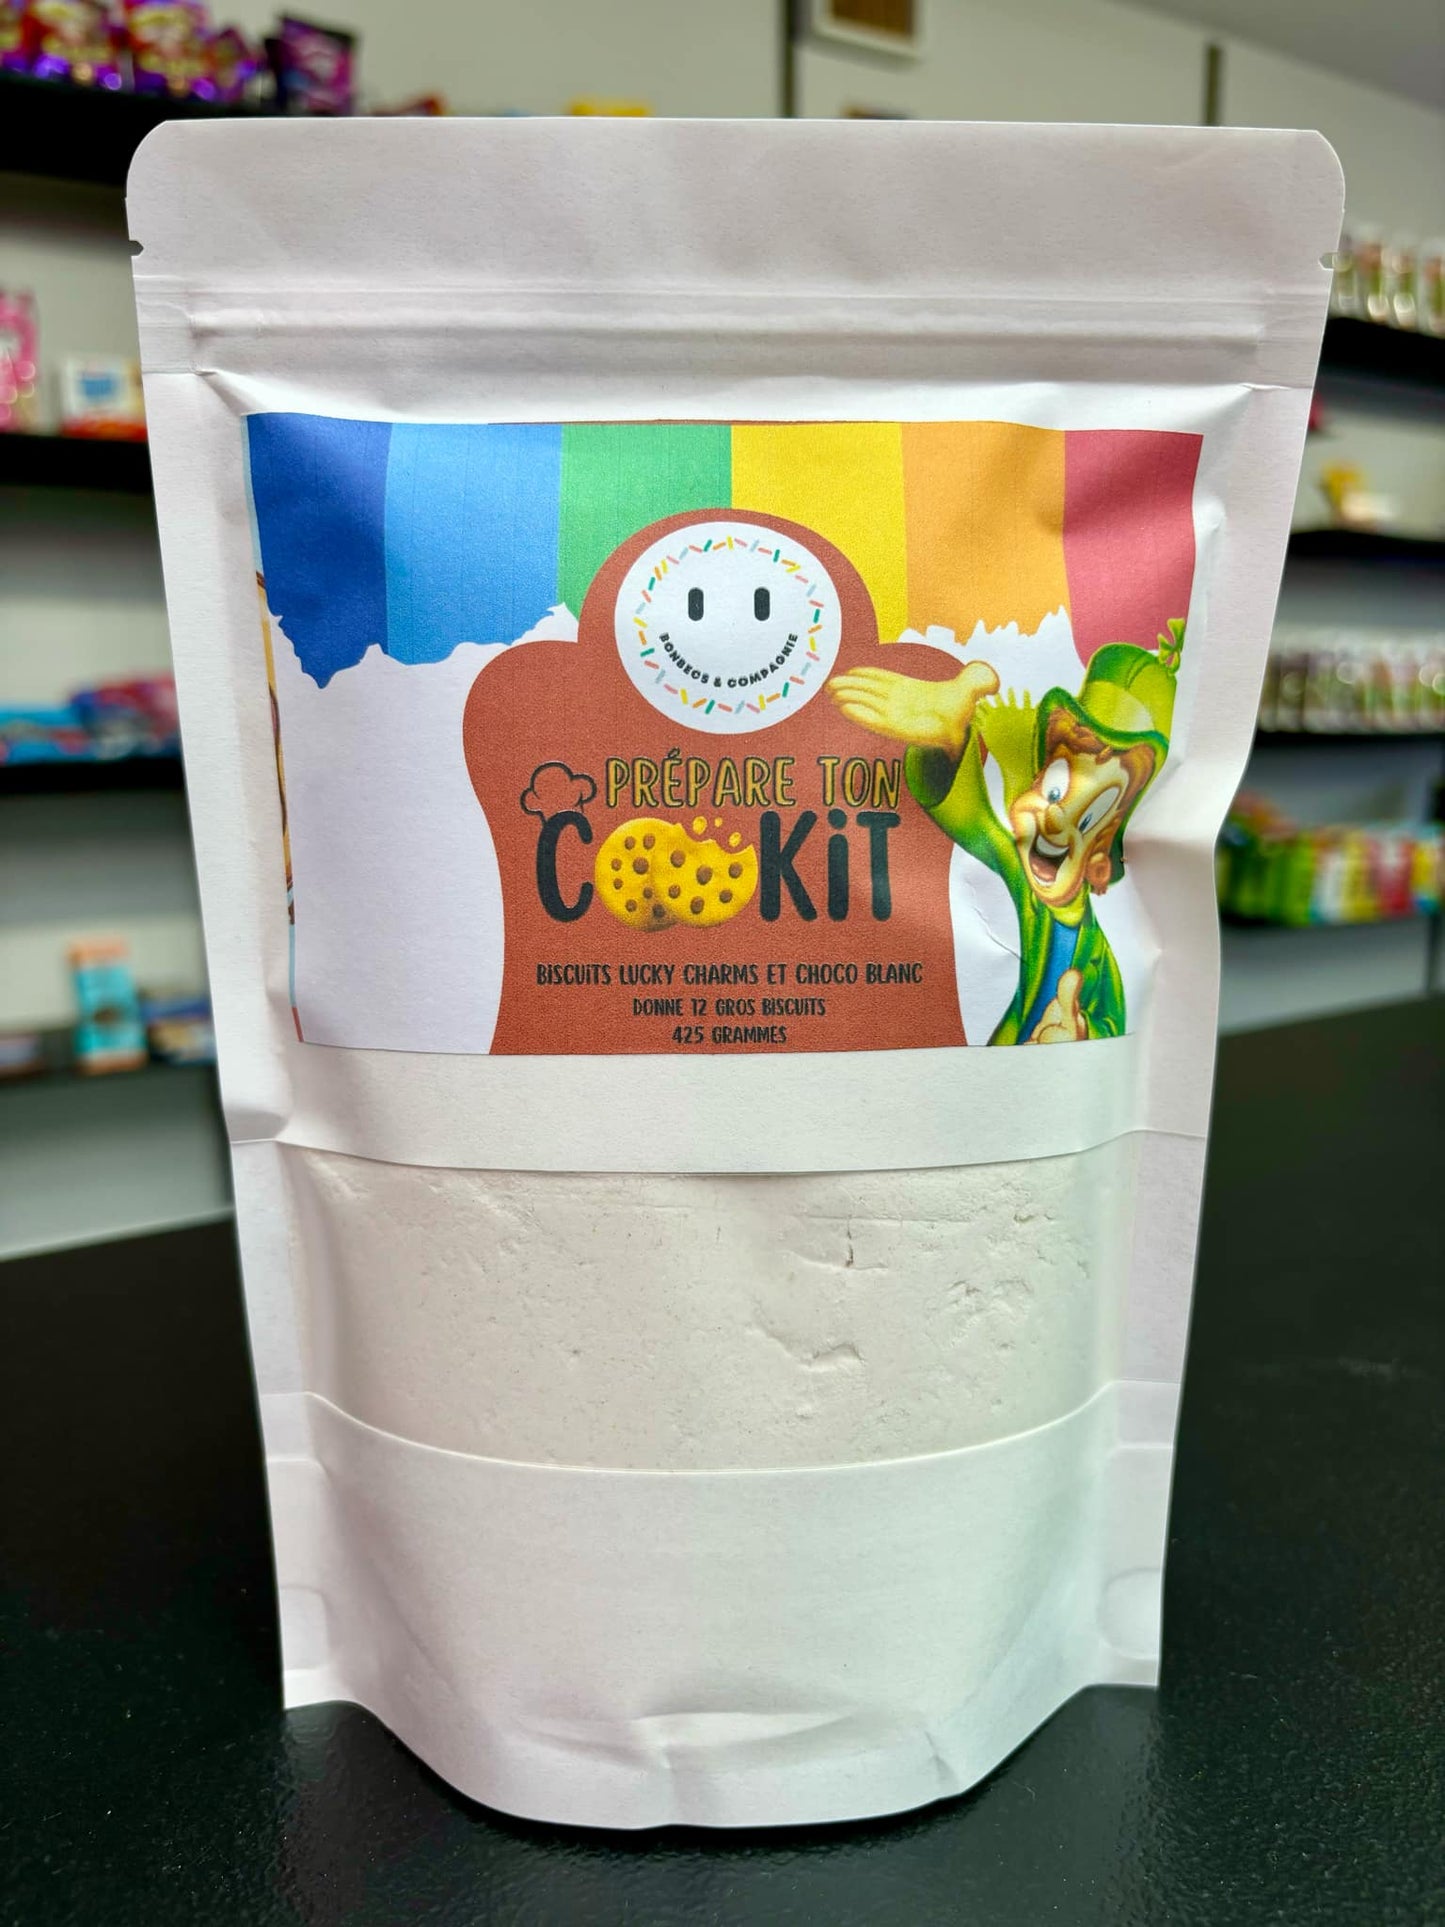 BONBECS & COMPAGNIE
PRÉPARE TON
COOKiT
BiSCUiTS LUCKY CHARMS ET CHOCO BLANC
DONNE 12 GROS BiSCUiTS
425 GRAMMES